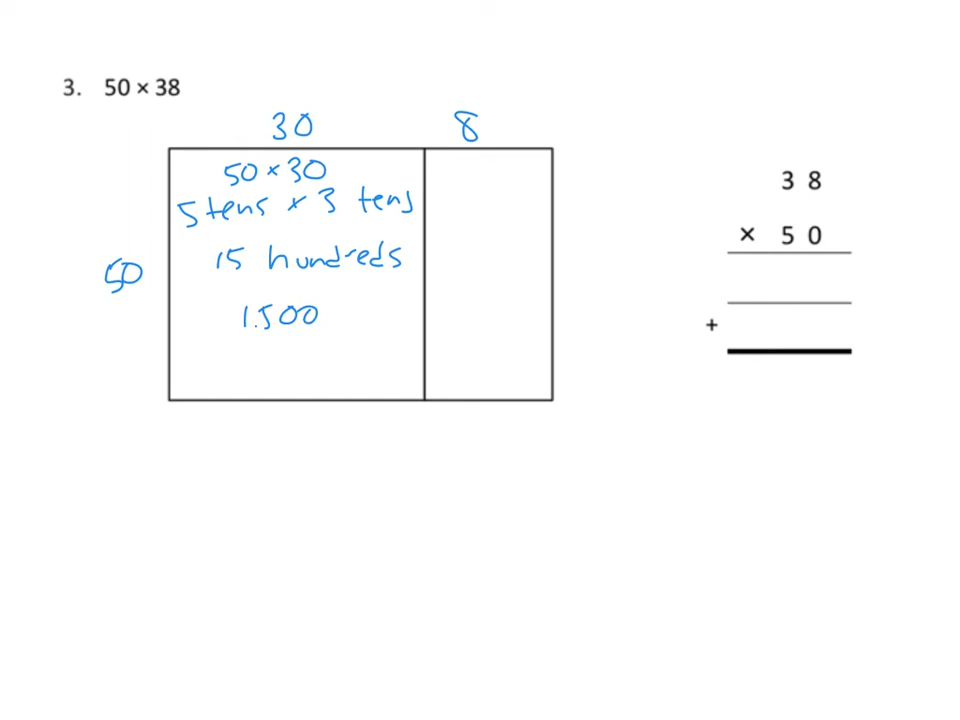 3. 50 × 38
30 8
50 × 30
5 tens × 3 tens
15 hundreds
1.500
50
3 8
× 5 0
+